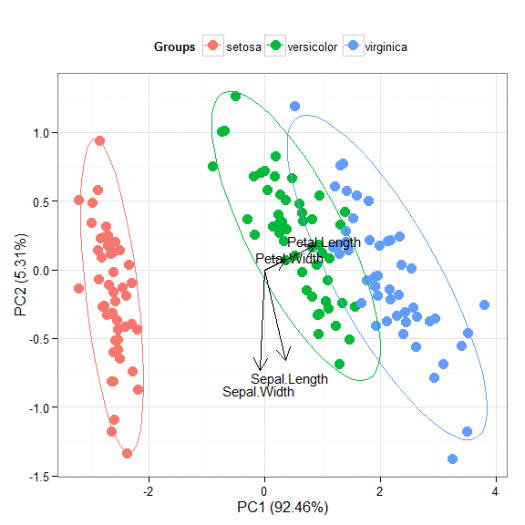 Groups setosa versicolor virginica
1.0
0.5
0.0
-0.5
-1.0
-1.5
PC2 (5.31%)
Petal.Length
Petal.Width
Sepal.Length
Sepal.Width
-2 0 2 4
PC1 (92.46%)